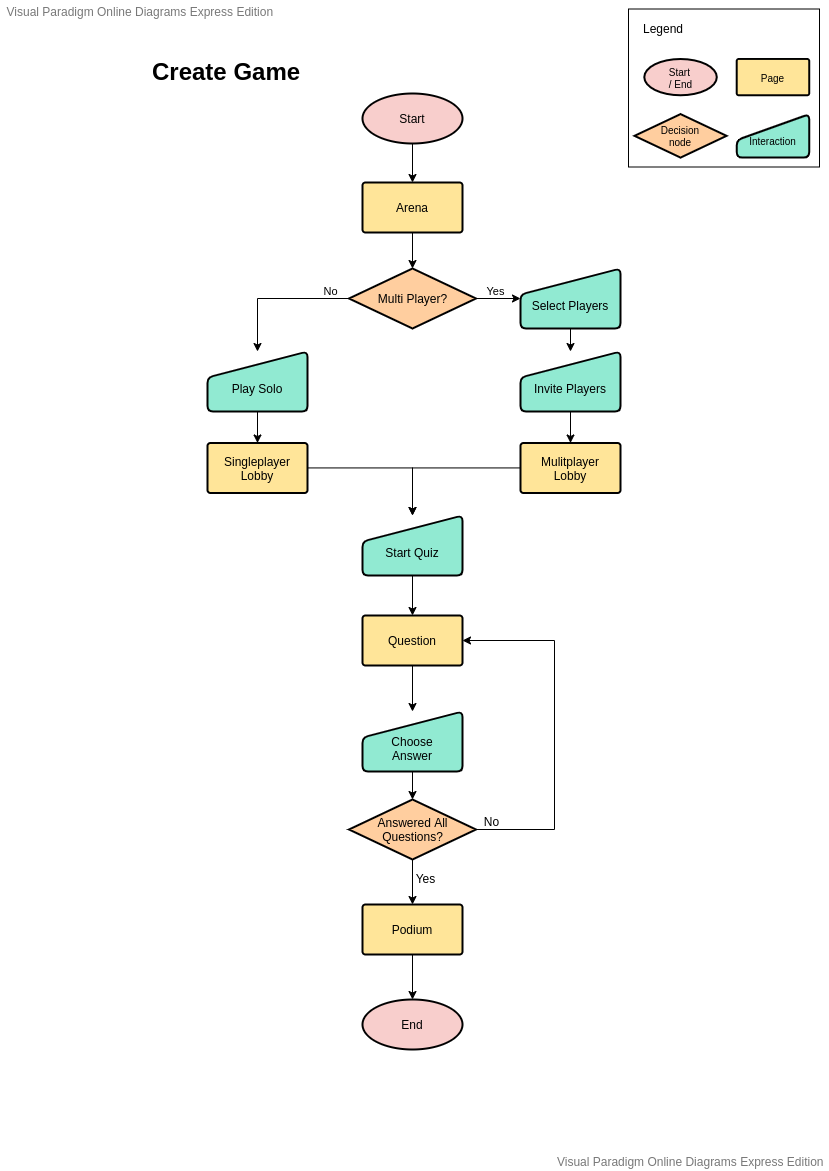 Visual Paradigm Online Diagrams Express Edition
Legend
Start
/ End
Page
Decision
node
Interaction
Create Game
Start
Arena
No
Multi Player?
Yes
Select Players
Play Solo
Invite Players
Singleplayer
Lobby
Mulitplayer
Lobby
Start Quiz
Question
Choose
Answer
Answered All
Questions?
No
Yes
Podium
End
Visual Paradigm Online Diagrams Express Edition